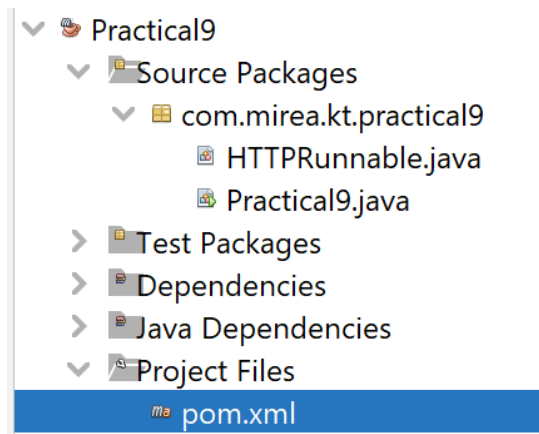 Practical9
Source Packages
com.mirea.kt.practical9
HTTPRunnable.java
Practical9.java
Test Packages
Dependencies
Java Dependencies
Project Files
pom.xml